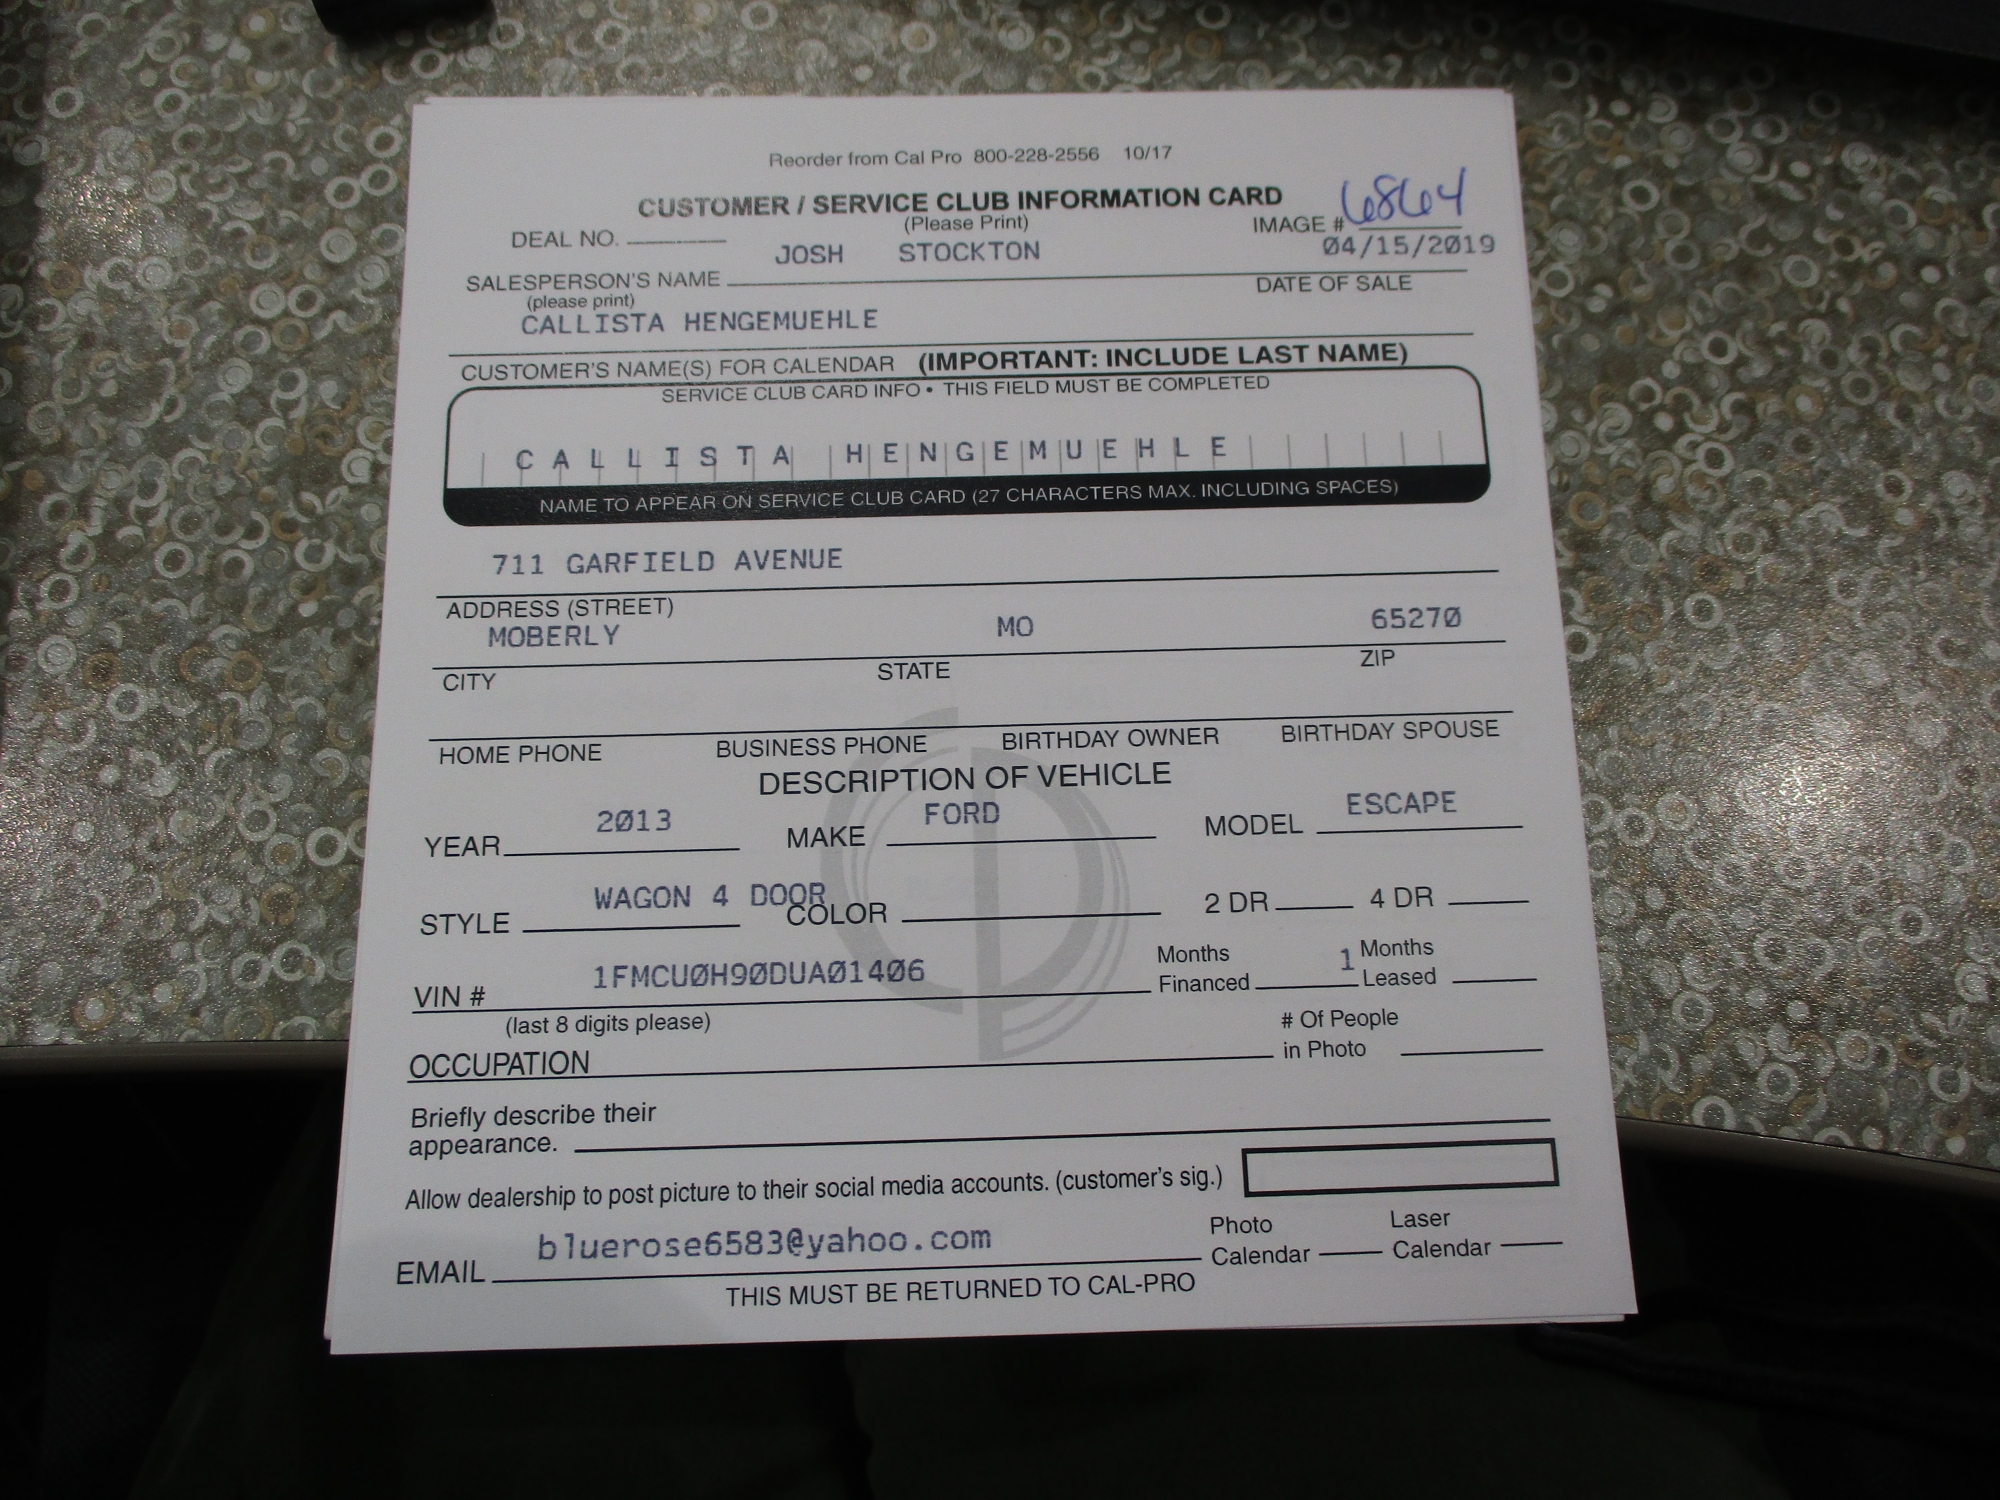 Reorder from Cal Pro 800-228-2556 10/17
CUSTOMER / SERVICE CLUB INFORMATION CARD
(Please Print)
IMAGE # 6864
DEAL NO.
JOSH STOCKTON
04/15/2019
SALESPERSON'S NAME
DATE OF SALE
(please print)
CALLISTA HENGEMUEHLE
CUSTOMER'S NAME(S) FOR CALENDAR (IMPORTANT: INCLUDE LAST NAME)
SERVICE CLUB CARD INFO • THIS FIELD MUST BE COMPLETED
CALLISTA HENGEMUEHLE
NAME TO APPEAR ON SERVICE CLUB CARD (27 CHARACTERS MAX. INCLUDING SPACES)
711 GARFIELD AVENUE
ADDRESS (STREET)
MOBERLY MO 65270
CITY STATE ZIP
HOME PHONE BUSINESS PHONE BIRTHDAY OWNER BIRTHDAY SPOUSE
DESCRIPTION OF VEHICLE
YEAR 2013 MAKE FORD MODEL ESCAPE
STYLE WAGON 4 DOOR COLOR 2 DR 4 DR
VIN # 1FMCU0H90DUA01406 Months Financed 1 Months Leased
(last 8 digits please)
OCCUPATION # Of People in Photo
Briefly describe their
appearance.
Allow dealership to post picture to their social media accounts. (customer's sig.)
EMAIL bluerose6583@yahoo.com Photo Calendar Laser Calendar
THIS MUST BE RETURNED TO CAL-PRO